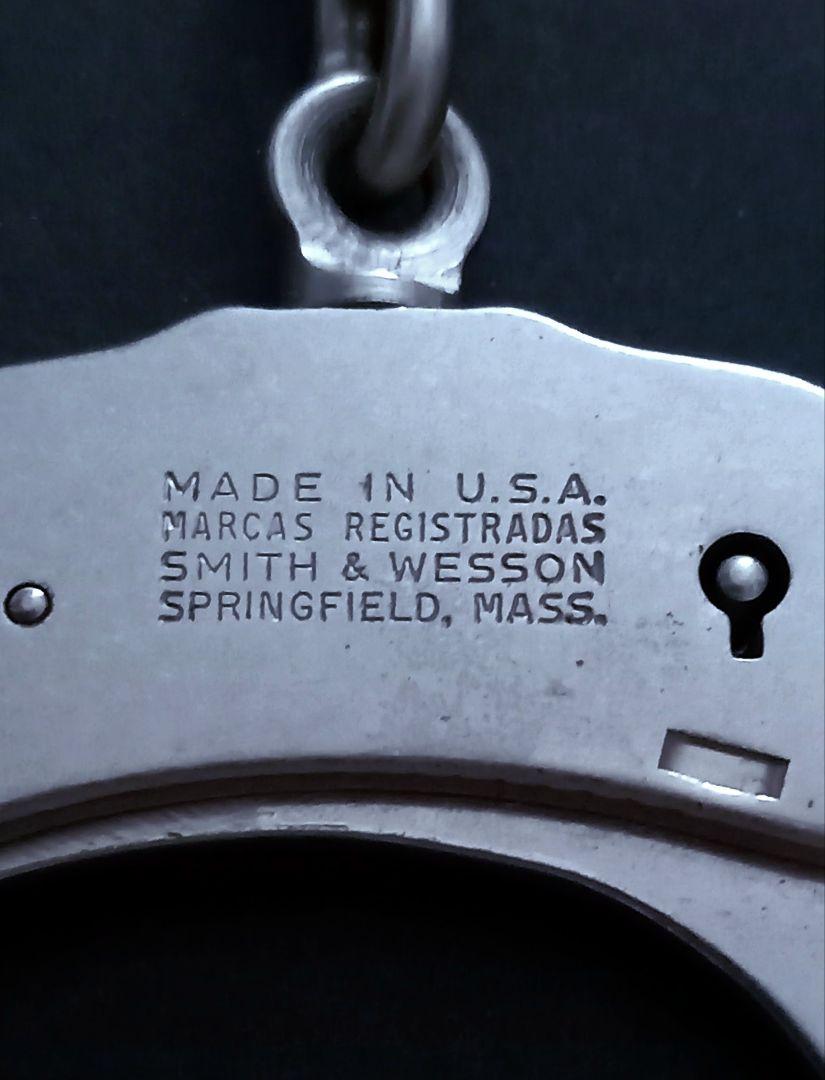 MADE IN U.S.A.
MARCAS REGISTRADAS
SMITH & WESSON
SPRINGFIELD, MASS.